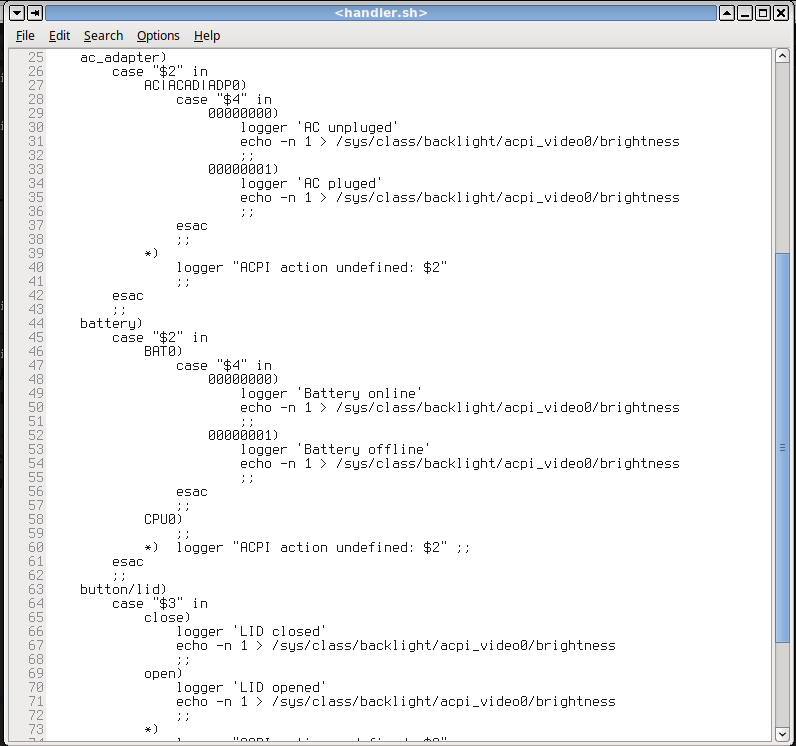 <handler.sh>
File Edit Search Options Help
25     ac_adapter)
26         case "$2" in
27             AC|ACAD|ADP0)
28                 case "$4" in
29                     00000000)
30                         logger 'AC unpluged'
31                         echo -n 1 > /sys/class/backlight/acpi_video0/brightness
32                         ;;
33                     00000001)
34                         logger 'AC pluged'
35                         echo -n 1 > /sys/class/backlight/acpi_video0/brightness
36                         ;;
37                 esac
38                 ;;
39             *)
40                 logger "ACPI action undefined: $2"
41                 ;;
42         esac
43         ;;
44     battery)
45         case "$2" in
46             BAT0)
47                 case "$4" in
48                     00000000)
49                         logger 'Battery online'
50                         echo -n 1 > /sys/class/backlight/acpi_video0/brightness
51                         ;;
52                     00000001)
53                         logger 'Battery offline'
54                         echo -n 1 > /sys/class/backlight/acpi_video0/brightness
55                         ;;
56                 esac
57                 ;;
58             CPU0)
59                 ;;
60             *)  logger "ACPI action undefined: $2" ;;
61         esac
62         ;;
63     button/lid)
64         case "$3" in
65             close)
66                 logger 'LID closed'
67                 echo -n 1 > /sys/class/backlight/acpi_video0/brightness
68                 ;;
69             open)
70                 logger 'LID opened'
71                 echo -n 1 > /sys/class/backlight/acpi_video0/brightness
72                 ;;
73             *)